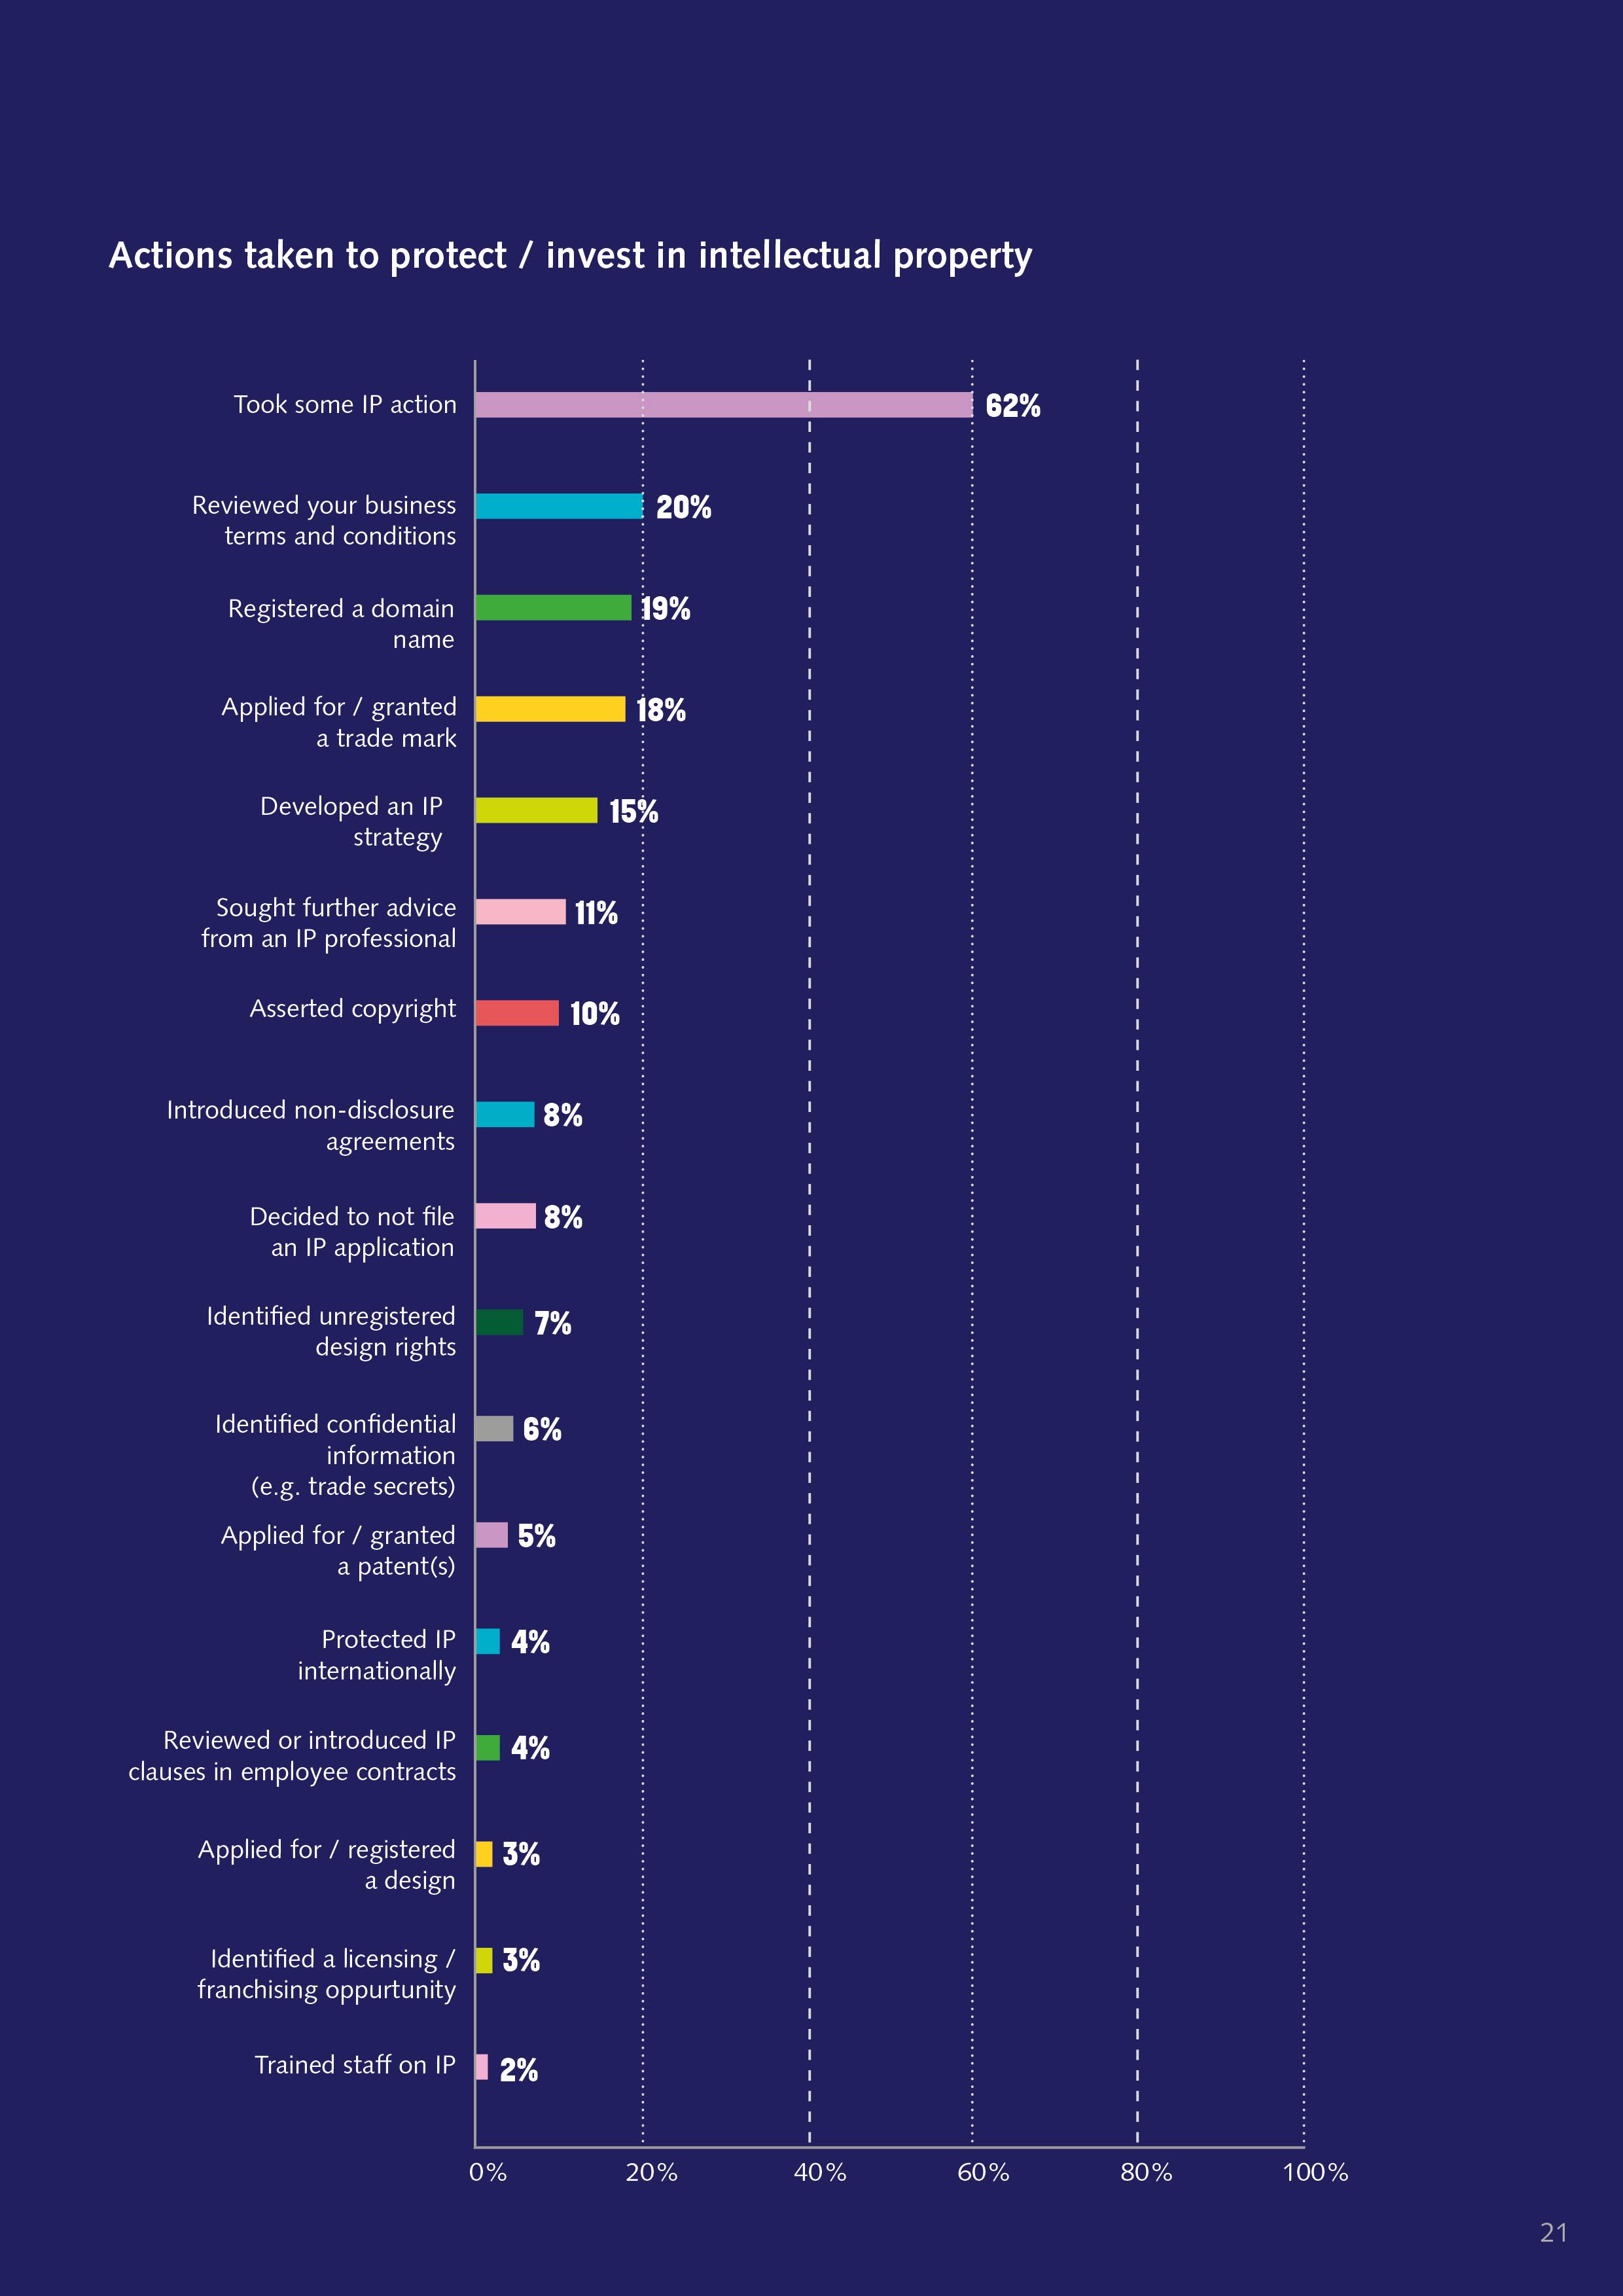 Actions taken to protect / invest in intellectual property
Took some IP action
62%
Reviewed your business
terms and conditions
20%
Registered a domain
name
19%
Applied for / granted
a trade mark
18%
Developed an IP
strategy
15%
Sought further advice
from an IP professional
11%
Asserted copyright
10%
Introduced non-disclosure
agreements
8%
Decided to not file
an IP application
8%
Identified unregistered
design rights
7%
Identified confidential
information
(e.g. trade secrets)
6%
Applied for / granted
a patent(s)
5%
Protected IP
internationally
4%
Reviewed or introduced IP
clauses in employee contracts
4%
Applied for / registered
a design
3%
Identified a licensing /
franchising oppurtunity
3%
Trained staff on IP
2%
0% 20% 40% 60% 80% 100%
21